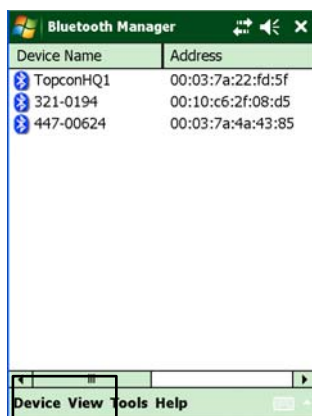 Bluetooth Manager
Device Name Address
TopconHQ1 00:03:7a:22:fd:5f
321-0194 00:10:c6:2f:08:d5
447-00624 00:03:7a:4a:43:85
Device View Tools Help